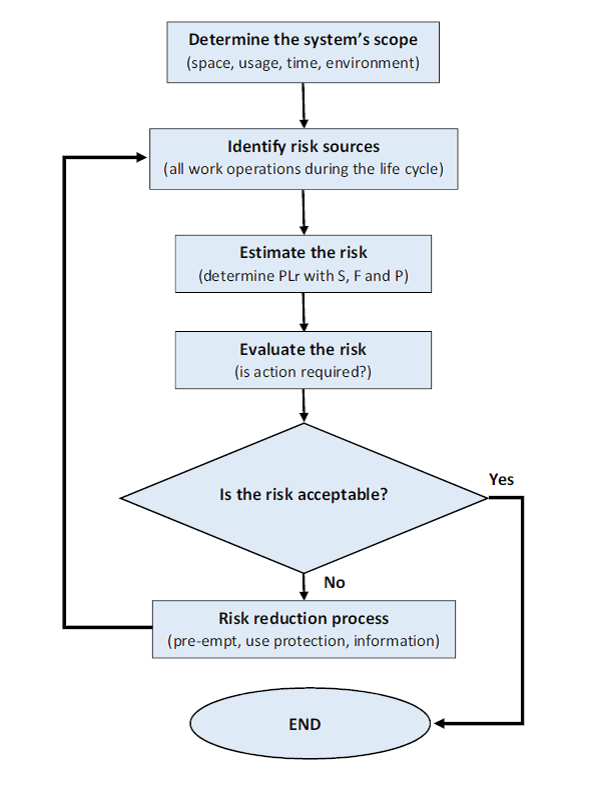 Determine the system’s scope
(space, usage, time, environment)
Identify risk sources
(all work operations during the life cycle)
Estimate the risk
(determine PLr with S, F and P)
Evaluate the risk
(is action required?)
Is the risk acceptable?
Yes
No
Risk reduction process
(pre-empt, use protection, information)
END